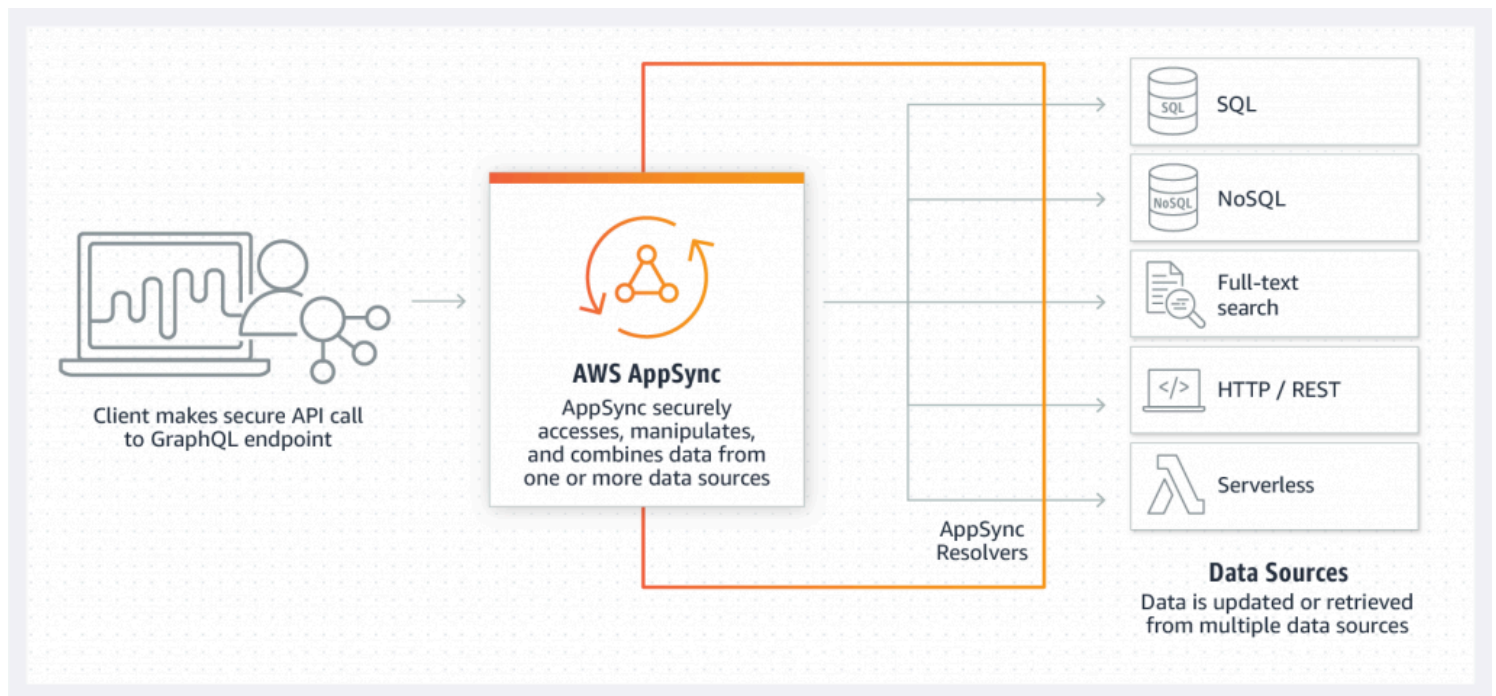 Client makes secure API call
to GraphQL endpoint
AWS AppSync
AppSync securely
accesses, manipulates,
and combines data from
one or more data sources
AppSync
Resolvers
SQL
SQL
NoSQL
NoSQL
Full-text
search
</>
HTTP / REST
Serverless
Data Sources
Data is updated or retrieved
from multiple data sources